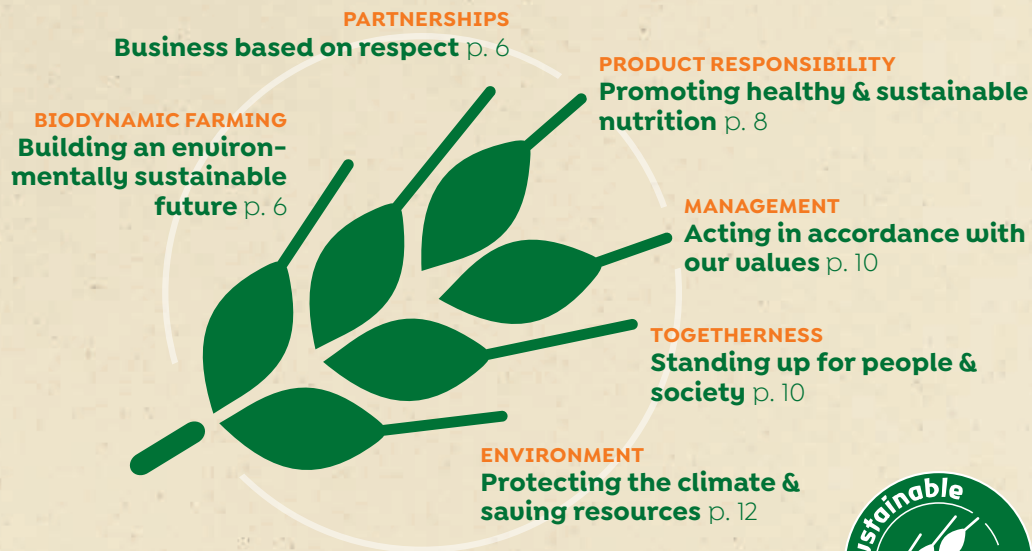 PARTNERSHIPS
Business based on respect p. 6
PRODUCT RESPONSIBILITY
Promoting healthy & sustainable
nutrition p. 8
BIODYNAMIC FARMING
Building an environ-
mentally sustainable
future p. 6
MANAGEMENT
Acting in accordance with
our values p. 10
TOGETHERNESS
Standing up for people &
society p. 10
ENVIRONMENT
Protecting the climate &
saving resources p. 12